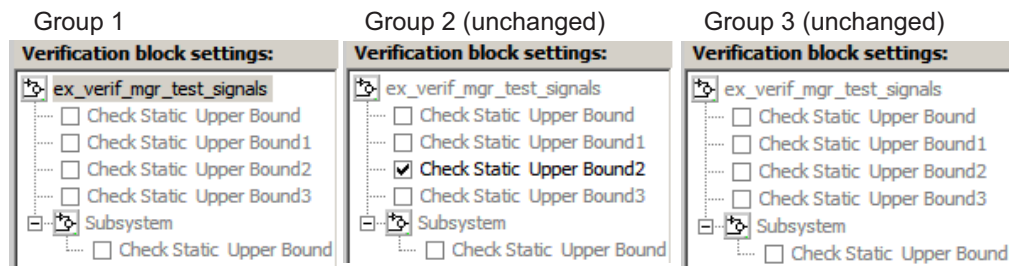 Group 1
Verification block settings:
ex_verif_mgr_test_signals
Check Static Upper Bound
Check Static Upper Bound1
Check Static Upper Bound2
Check Static Upper Bound3
Subsystem
Check Static Upper Bound
Group 2 (unchanged)
Verification block settings:
ex_verif_mgr_test_signals
Check Static Upper Bound
Check Static Upper Bound1
Check Static Upper Bound2
Check Static Upper Bound3
Subsystem
Check Static Upper Bound
Group 3 (unchanged)
Verification block settings:
ex_verif_mgr_test_signals
Check Static Upper Bound
Check Static Upper Bound1
Check Static Upper Bound2
Check Static Upper Bound3
Subsystem
Check Static Upper Bound